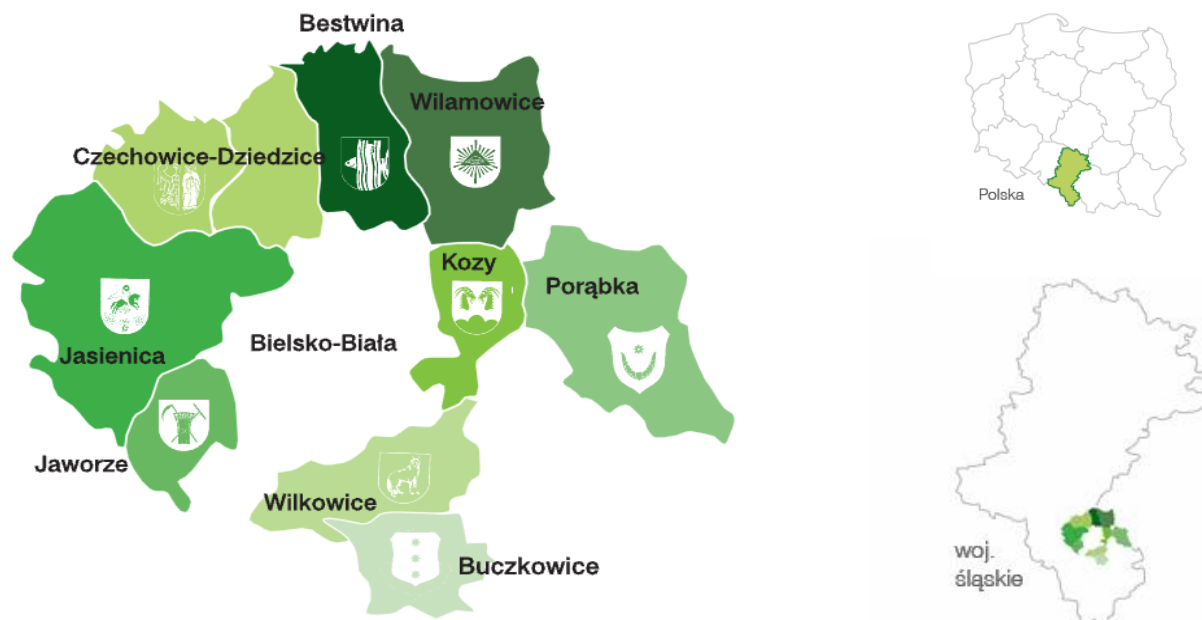 Bestwina
Wilamowice
Czechowice-Dziedzice
Kozy
Porąbka
Bielsko-Biała
Jasienica
Jaworze
Wilkowice
Buczkowice
Polska
woj.
śląskie